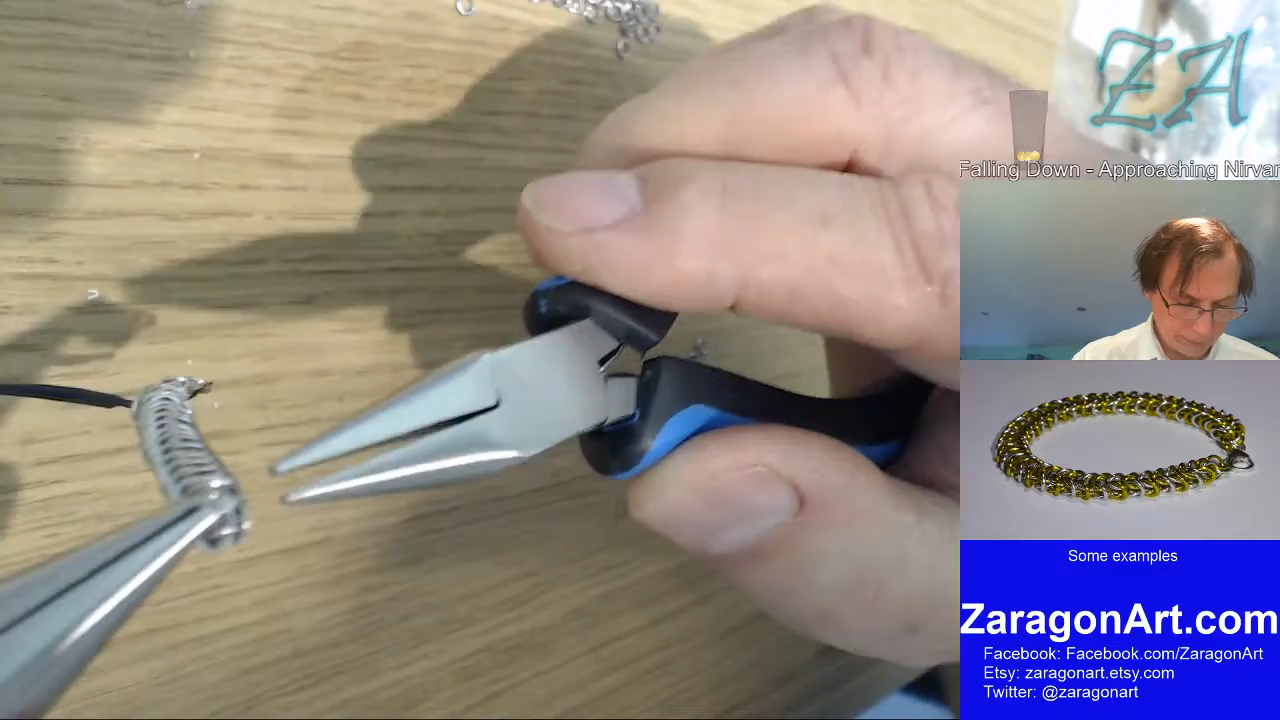 ZA
Falling Down - Approaching Nirvan
Some examples
ZaragonArt.com
Facebook: Facebook.com/ZaragonArt
Etsy: zaragonart.etsy.com
Twitter: @zaragonart